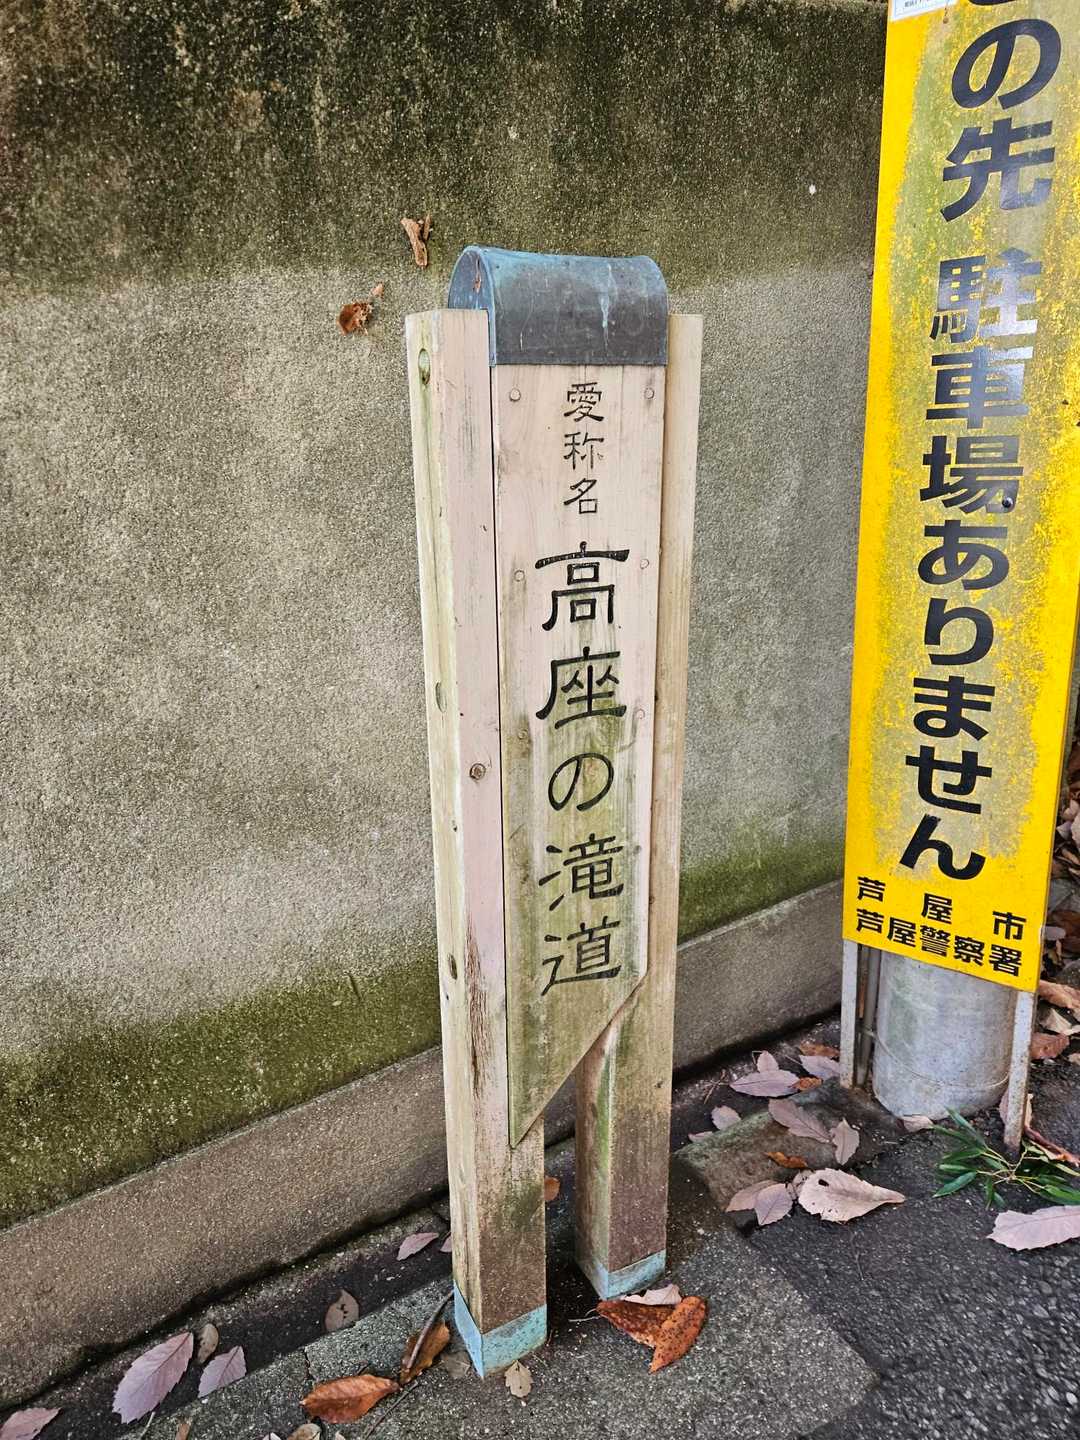 愛称名
高座の滝道
の先 駐車場ありません
芦屋市
芦屋警察署